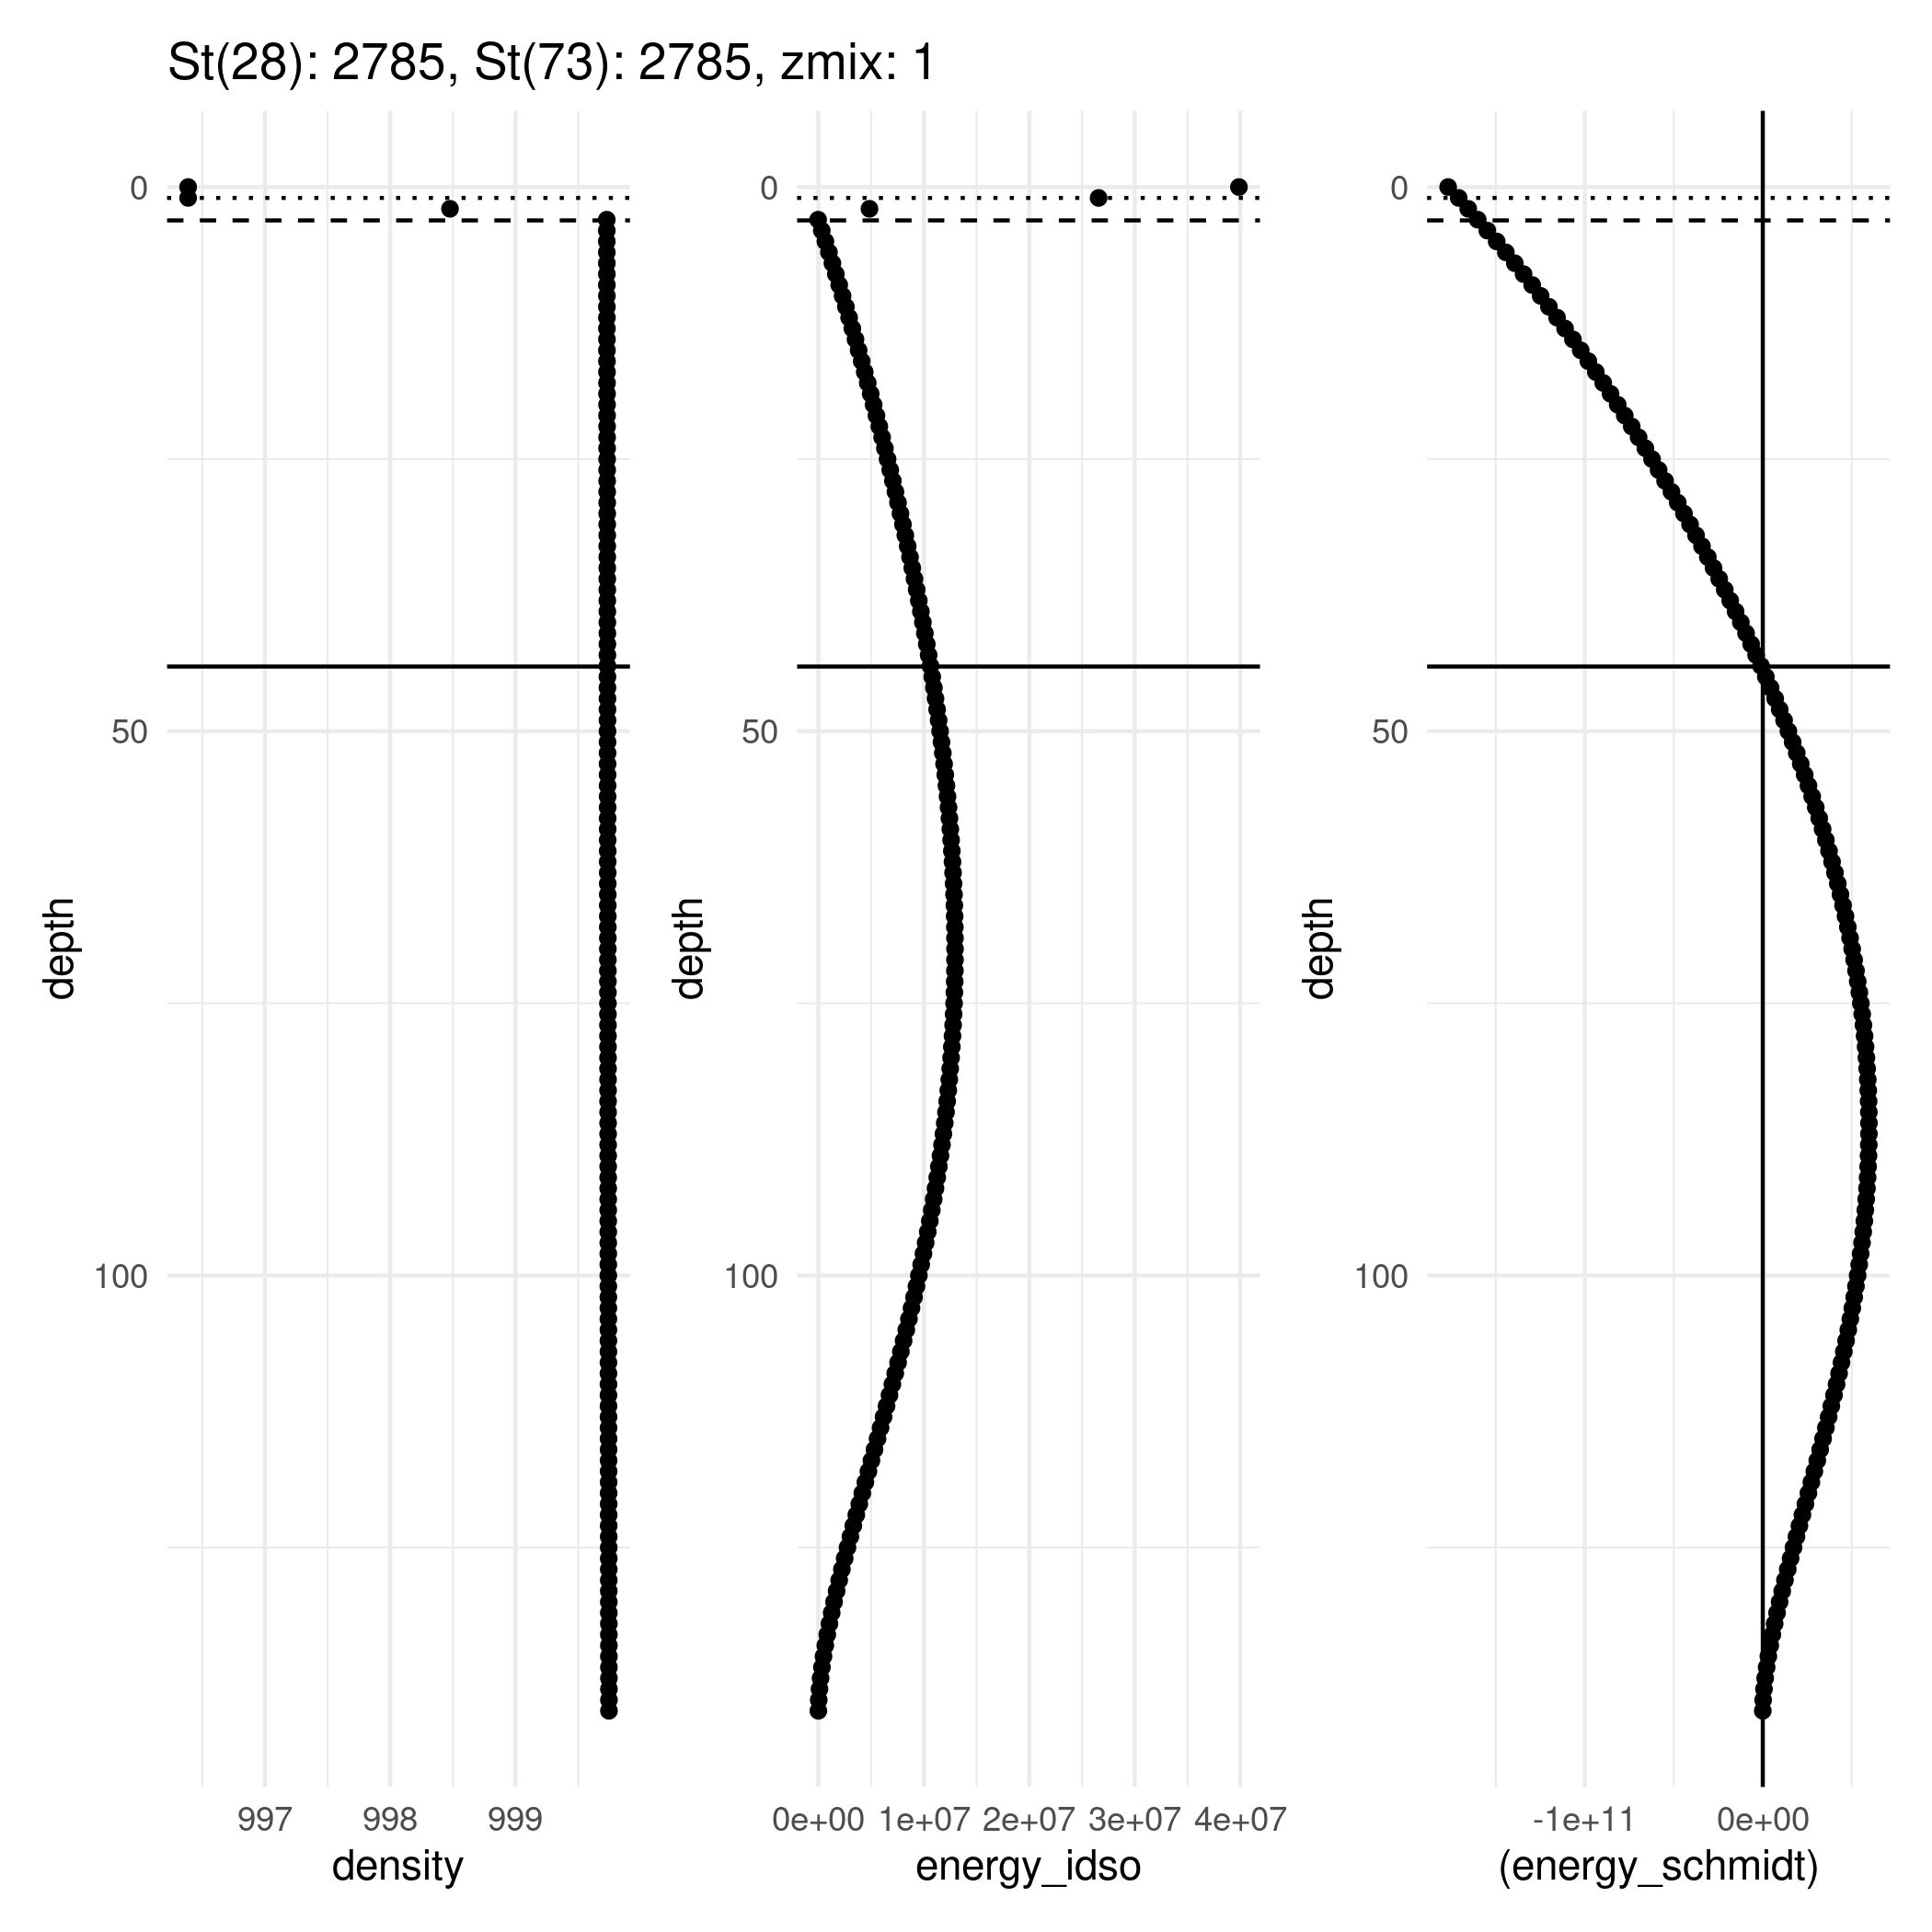 St(28): 2785, St(73): 2785, zmix: 1
0
50
100
depth
997 998 999
density
0
50
100
depth
0e+00 1e+07 2e+07 3e+07 4e+07
energy_idso
0
50
100
depth
-1e+11 0e+00
(energy_schmidt)